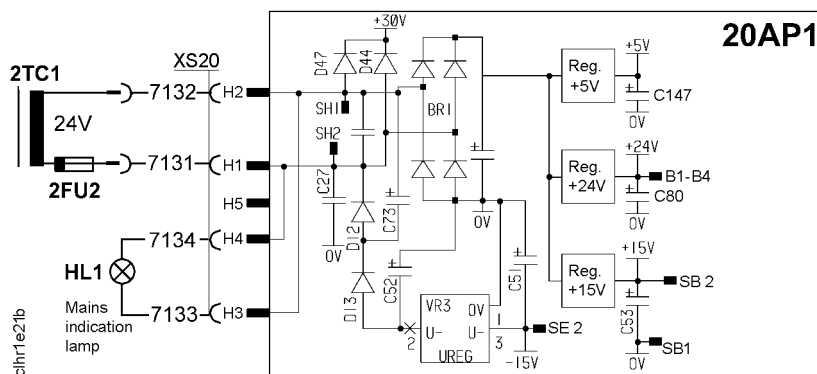 20AP1
+30V
XS20
D47
D44
2TC1
7132
H2
24V
SH1
SH2
BR1
7131
H1
2FU2
H5
C27
0V
D12
C73
7134
H4
HL1
Mains
indication
lamp
7133
H3
D13
C52
VR3
0V
1
U-
U-
2
3
UREG
0V
C51
SE 2
-15V
Reg.
+5V
+5V
C147
0V
Reg.
+24V
+24V
B1-B4
C80
0V
Reg.
+15V
+15V
SB 2
C53
SB1
0V
clhr1e21b